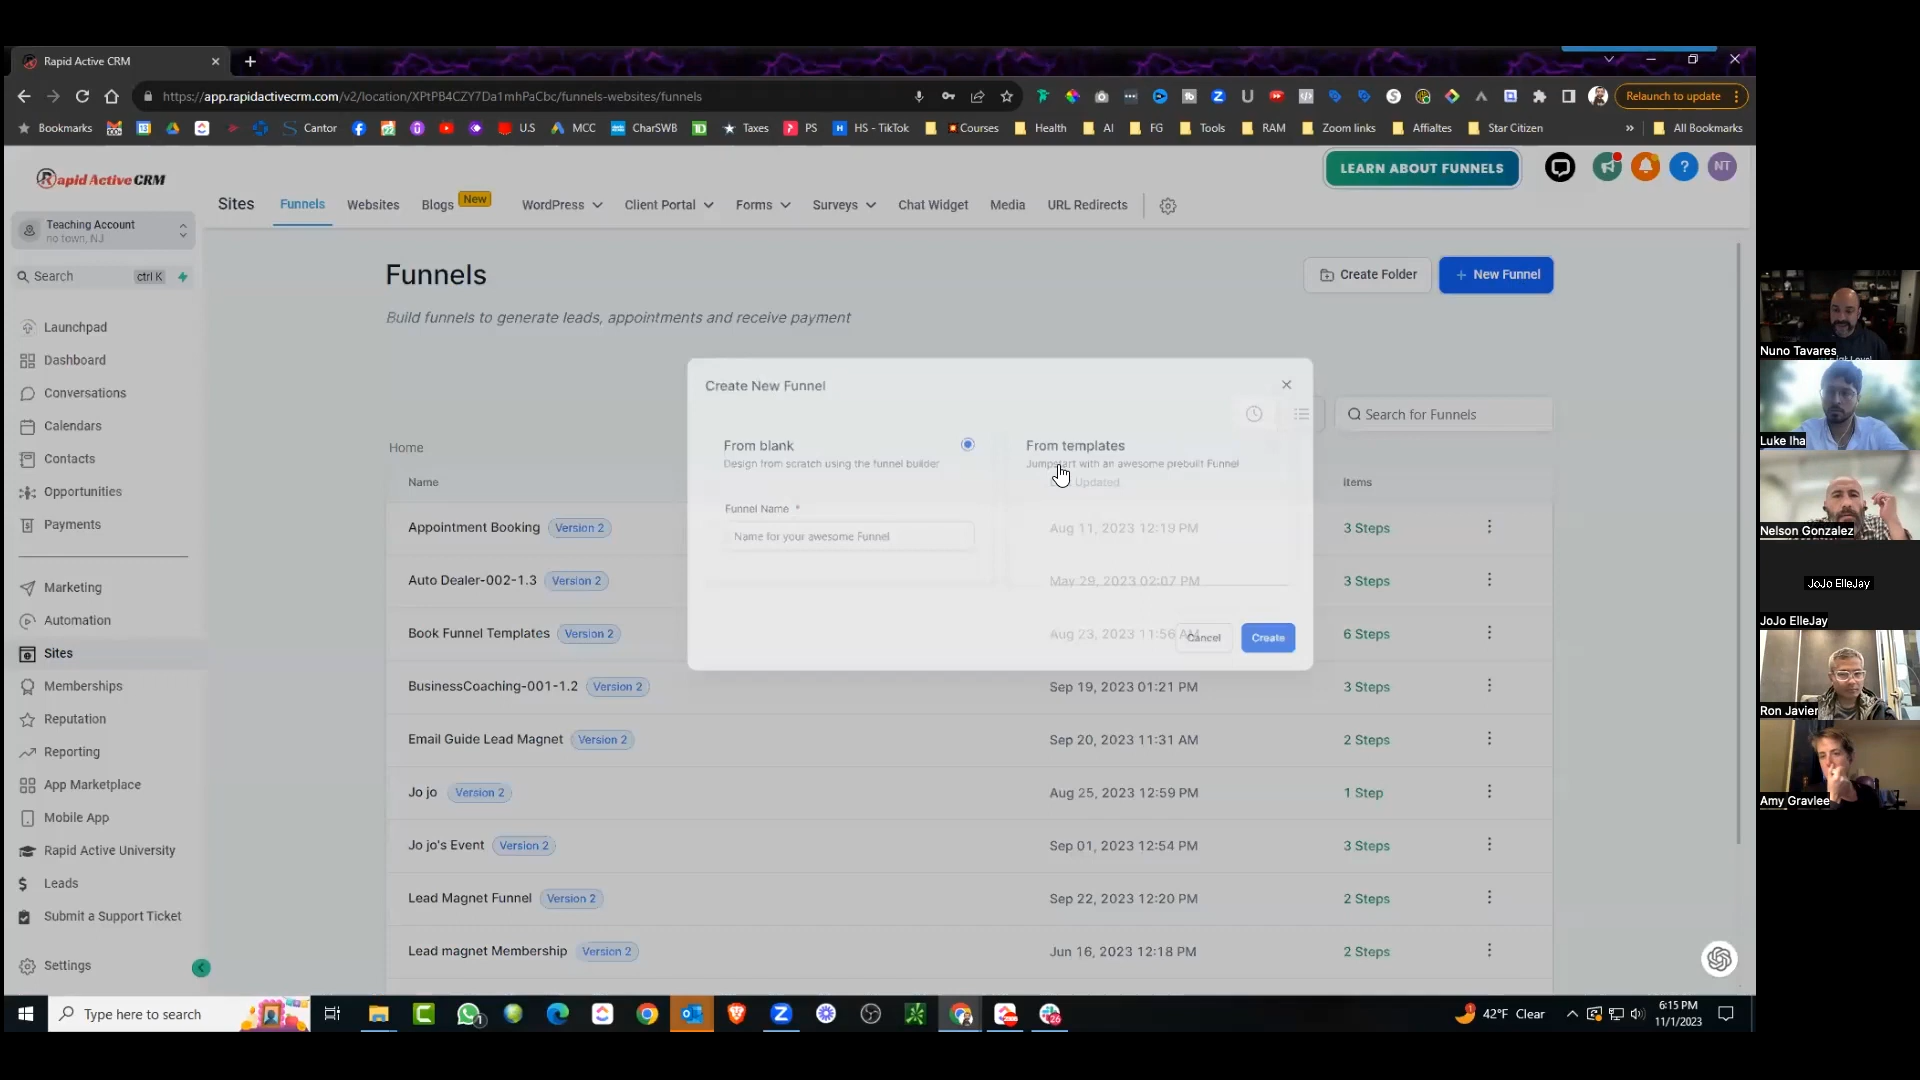 Rapid Active CRM
https://app.rapidactivecrm.com/v2/location/XPtPB4CZY7Da1mhPaCbc/funnels-websites/funnels
Relaunch to update
Bookmarks
Cantor
U.S
MCC
CharSWB
Taxes
PS
HS - TikTok
Courses
Health
AI
FG
Tools
RAM
Zoom links
Affialtes
Star Citizen
»
All Bookmarks
Rapid Active CRM
LEARN ABOUT FUNNELS
?
NT
Sites
Funnels
Websites
Blogs
New
WordPress
Client Portal
Forms
Surveys
Chat Widget
Media
URL Redirects
Teaching Account
no town, NJ
Search
ctrl K
Launchpad
Dashboard
Conversations
Calendars
Contacts
Opportunities
Payments
Marketing
Automation
Sites
Memberships
Reputation
Reporting
App Marketplace
Mobile App
Rapid Active University
Leads
Submit a Support Ticket
Settings
Funnels
Create Folder
+ New Funnel
Build funnels to generate leads, appointments and receive payment
Search for Funnels
Home
Create New Funnel
From blank
Design from scratch using the funnel builder
From templates
Jumpstart with an awesome prebuilt Funnel
Funnel Name *
Name for your awesome Funnel
Cancel
Create
Name
Updated
Items
Appointment Booking Version 2 Aug 11, 2023 12:19 PM 3 Steps
Auto Dealer-002-1.3 Version 2 May 29, 2023 02:07 PM 3 Steps
Book Funnel Templates Version 2 Aug 23, 2023 11:56 AM 6 Steps
BusinessCoaching-001-1.2 Version 2 Sep 19, 2023 01:21 PM 3 Steps
Email Guide Lead Magnet Version 2 Sep 20, 2023 11:31 AM 2 Steps
Jo jo Version 2 Aug 25, 2023 12:59 PM 1 Step
Jo jo's Event Version 2 Sep 01, 2023 12:54 PM 3 Steps
Lead Magnet Funnel Version 2 Sep 22, 2023 12:20 PM 2 Steps
Lead magnet Membership Version 2 Jun 16, 2023 12:18 PM 2 Steps
Nuno Tavares
Luke Iha
Nelson Gonzalez
JoJo ElleJay
JoJo ElleJay
Ron Javier
Amy Gravlee
Type here to search
42°F Clear
6:15 PM
11/1/2023